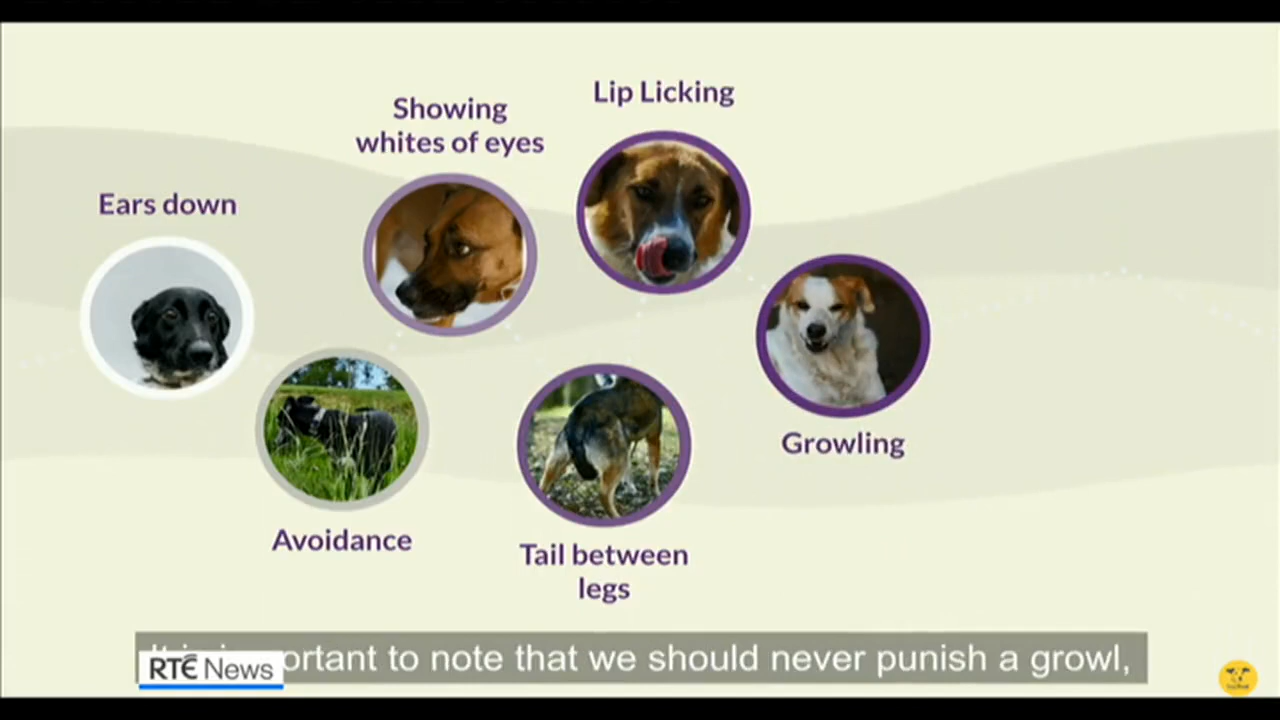 Lip Licking
Showing
whites of eyes
Ears down
Growling
Avoidance
Tail between
legs
ortant to note that we should never punish a growl,
RTÉ News